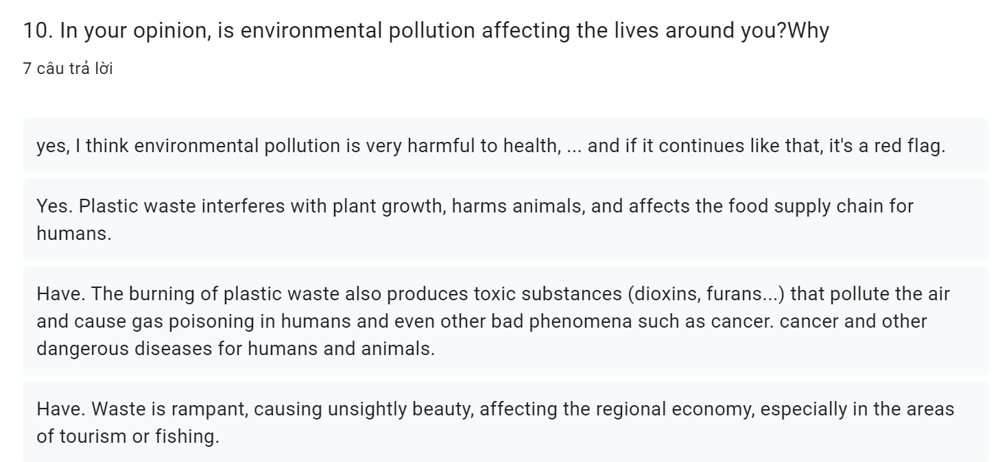 10. In your opinion, is environmental pollution affecting the lives around you?Why
7 câu trả lời
yes, I think environmental pollution is very harmful to health, ... and if it continues like that, it's a red flag.
Yes. Plastic waste interferes with plant growth, harms animals, and affects the food supply chain for
humans.
Have. The burning of plastic waste also produces toxic substances (dioxins, furans...) that pollute the air
and cause gas poisoning in humans and even other bad phenomena such as cancer. cancer and other
dangerous diseases for humans and animals.
Have. Waste is rampant, causing unsightly beauty, affecting the regional economy, especially in the areas
of tourism or fishing.